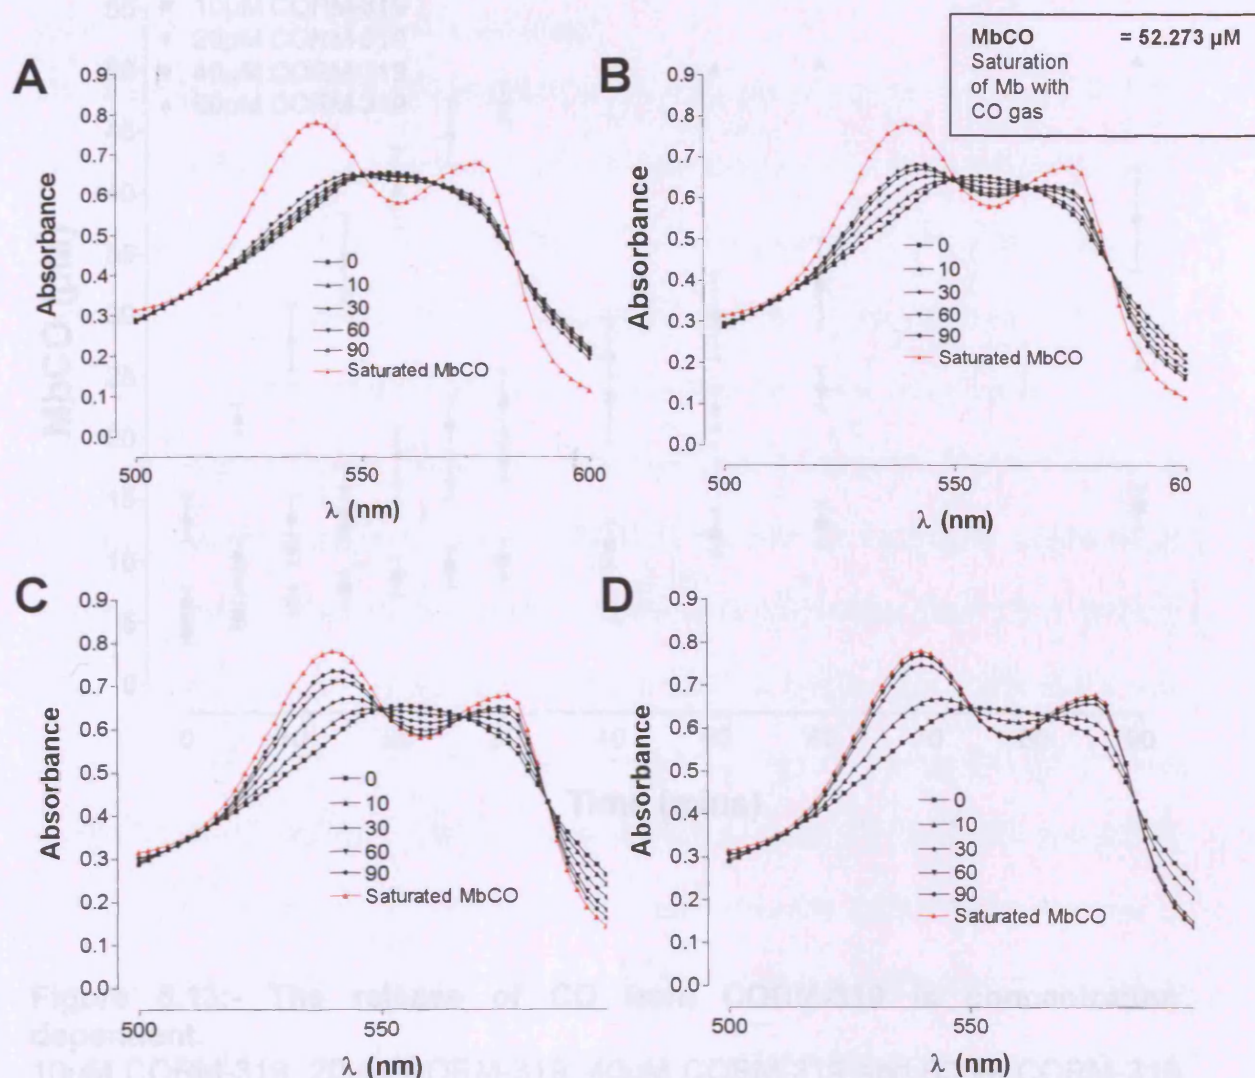 MbCO = 52.273 µM
Saturation
of Mb with
CO gas
A
Absorbance
0.9
0.8
0.7
0.6
0.5
0.4
0.3
0.2
0.1
0.0
500 550 600
λ (nm)
0
10
30
60
90
Saturated MbCO
B
Absorbance
0.9
0.8
0.7
0.6
0.5
0.4
0.3
0.2
0.1
0.0
500 550 60
λ (nm)
0
10
30
60
90
Saturated MbCO
C
Absorbance
0.9
0.8
0.7
0.6
0.5
0.4
0.3
0.2
0.1
0.0
500 550
λ (nm)
0
10
30
60
90
Saturated MbCO
D
Absorbance
0.9
0.8
0.7
0.6
0.5
0.4
0.3
0.2
0.1
0.0
500 550
λ (nm)
0
10
30
60
90
Saturated MbCO
MbCO (µM)
Time (mins)
The release of CO from CORM-319 is concentration
dependent.